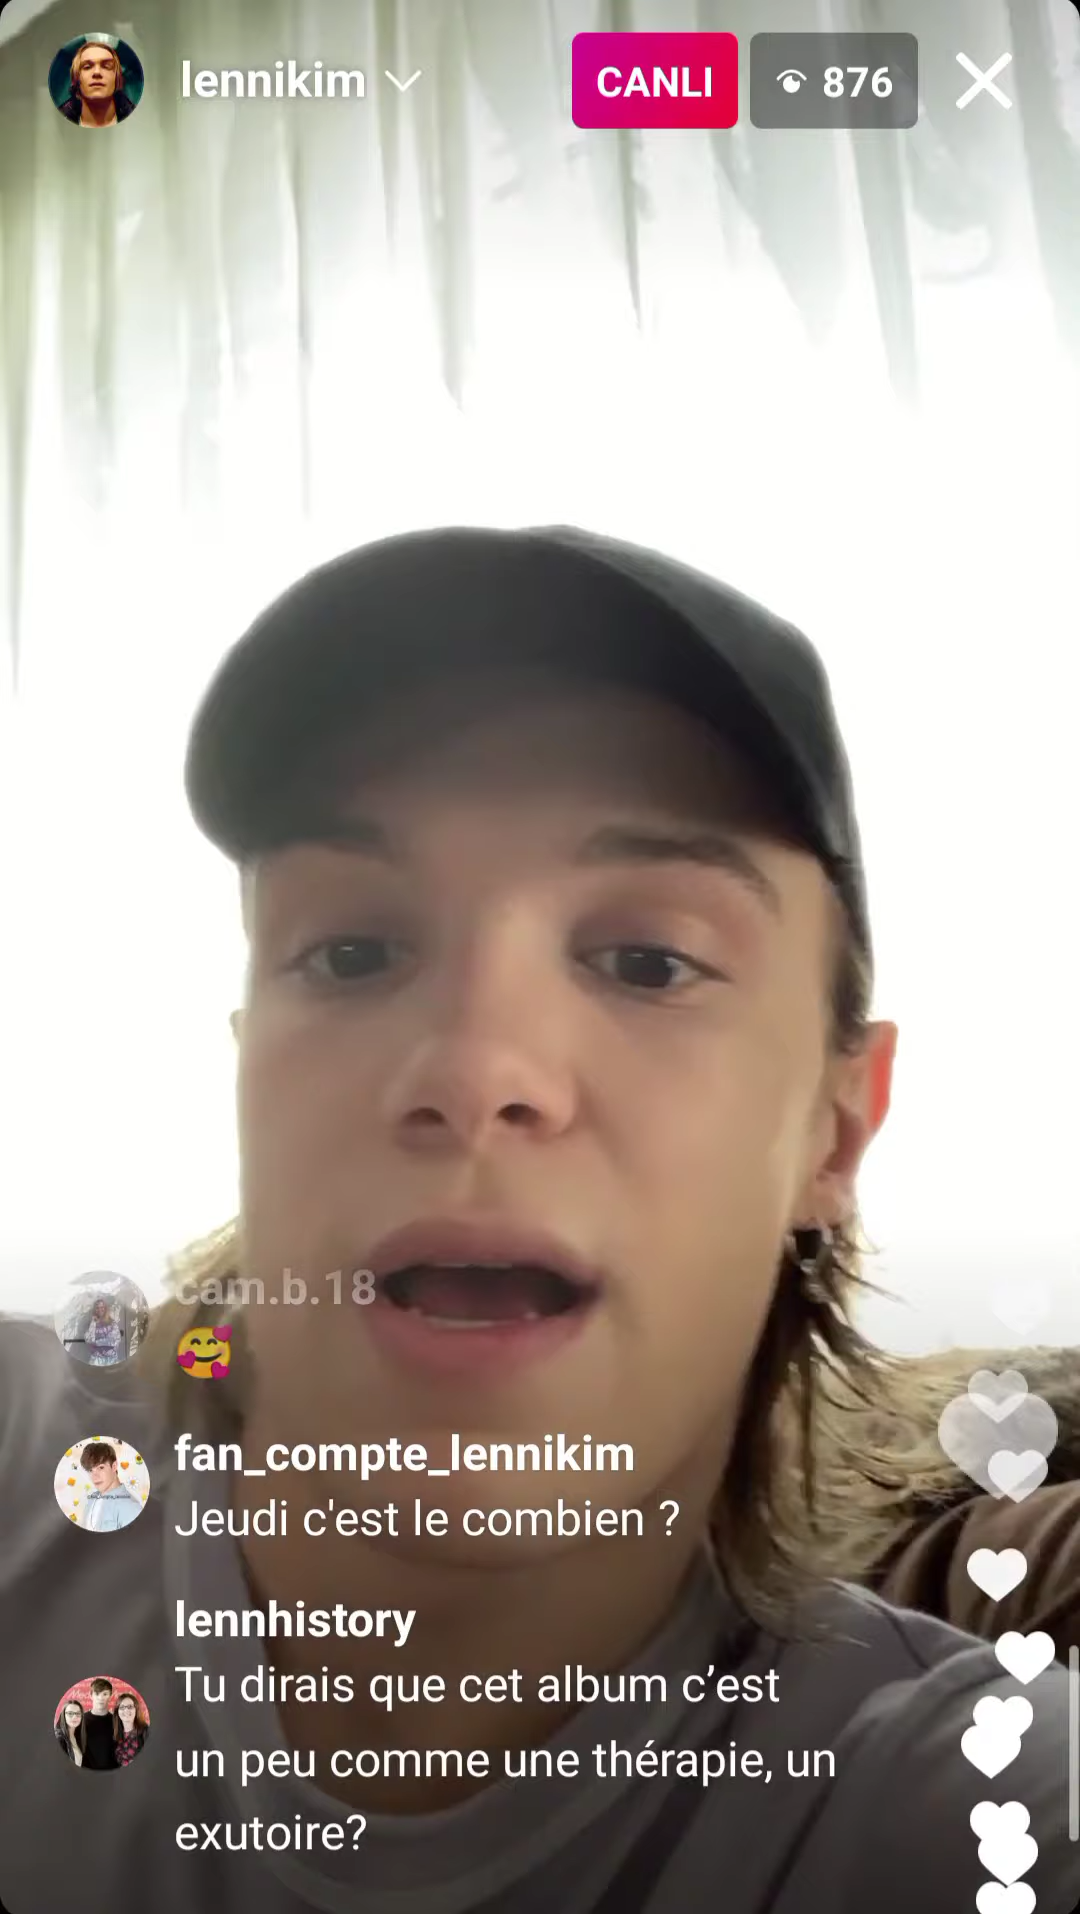 lennikim
CANLI
876
cam.b.18
🥰
fan_compte_lennikim
Jeudi c'est le combien ?
lennhistory
Tu dirais que cet album c’est
un peu comme une thérapie, un
exutoire?